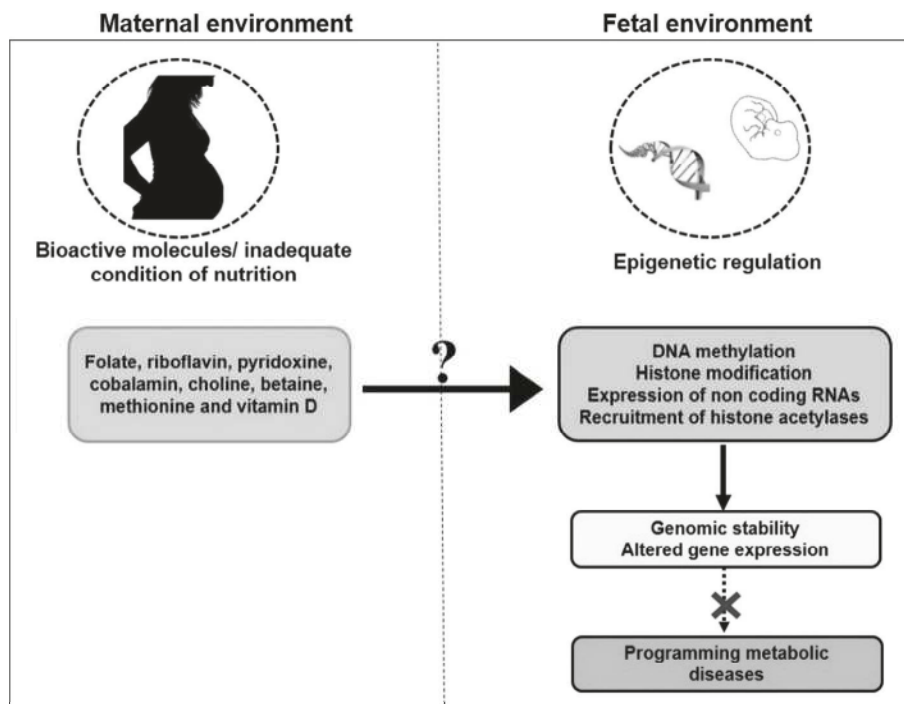 Maternal environment
Fetal environment
Bioactive molecules/ inadequate
condition of nutrition
Epigenetic regulation
Folate, riboflavin, pyridoxine,
cobalamin, choline, betaine,
methionine and vitamin D
?
DNA methylation
Histone modification
Expression of non coding RNAs
Recruitment of histone acetylases
Genomic stability
Altered gene expression
Programming metabolic
diseases